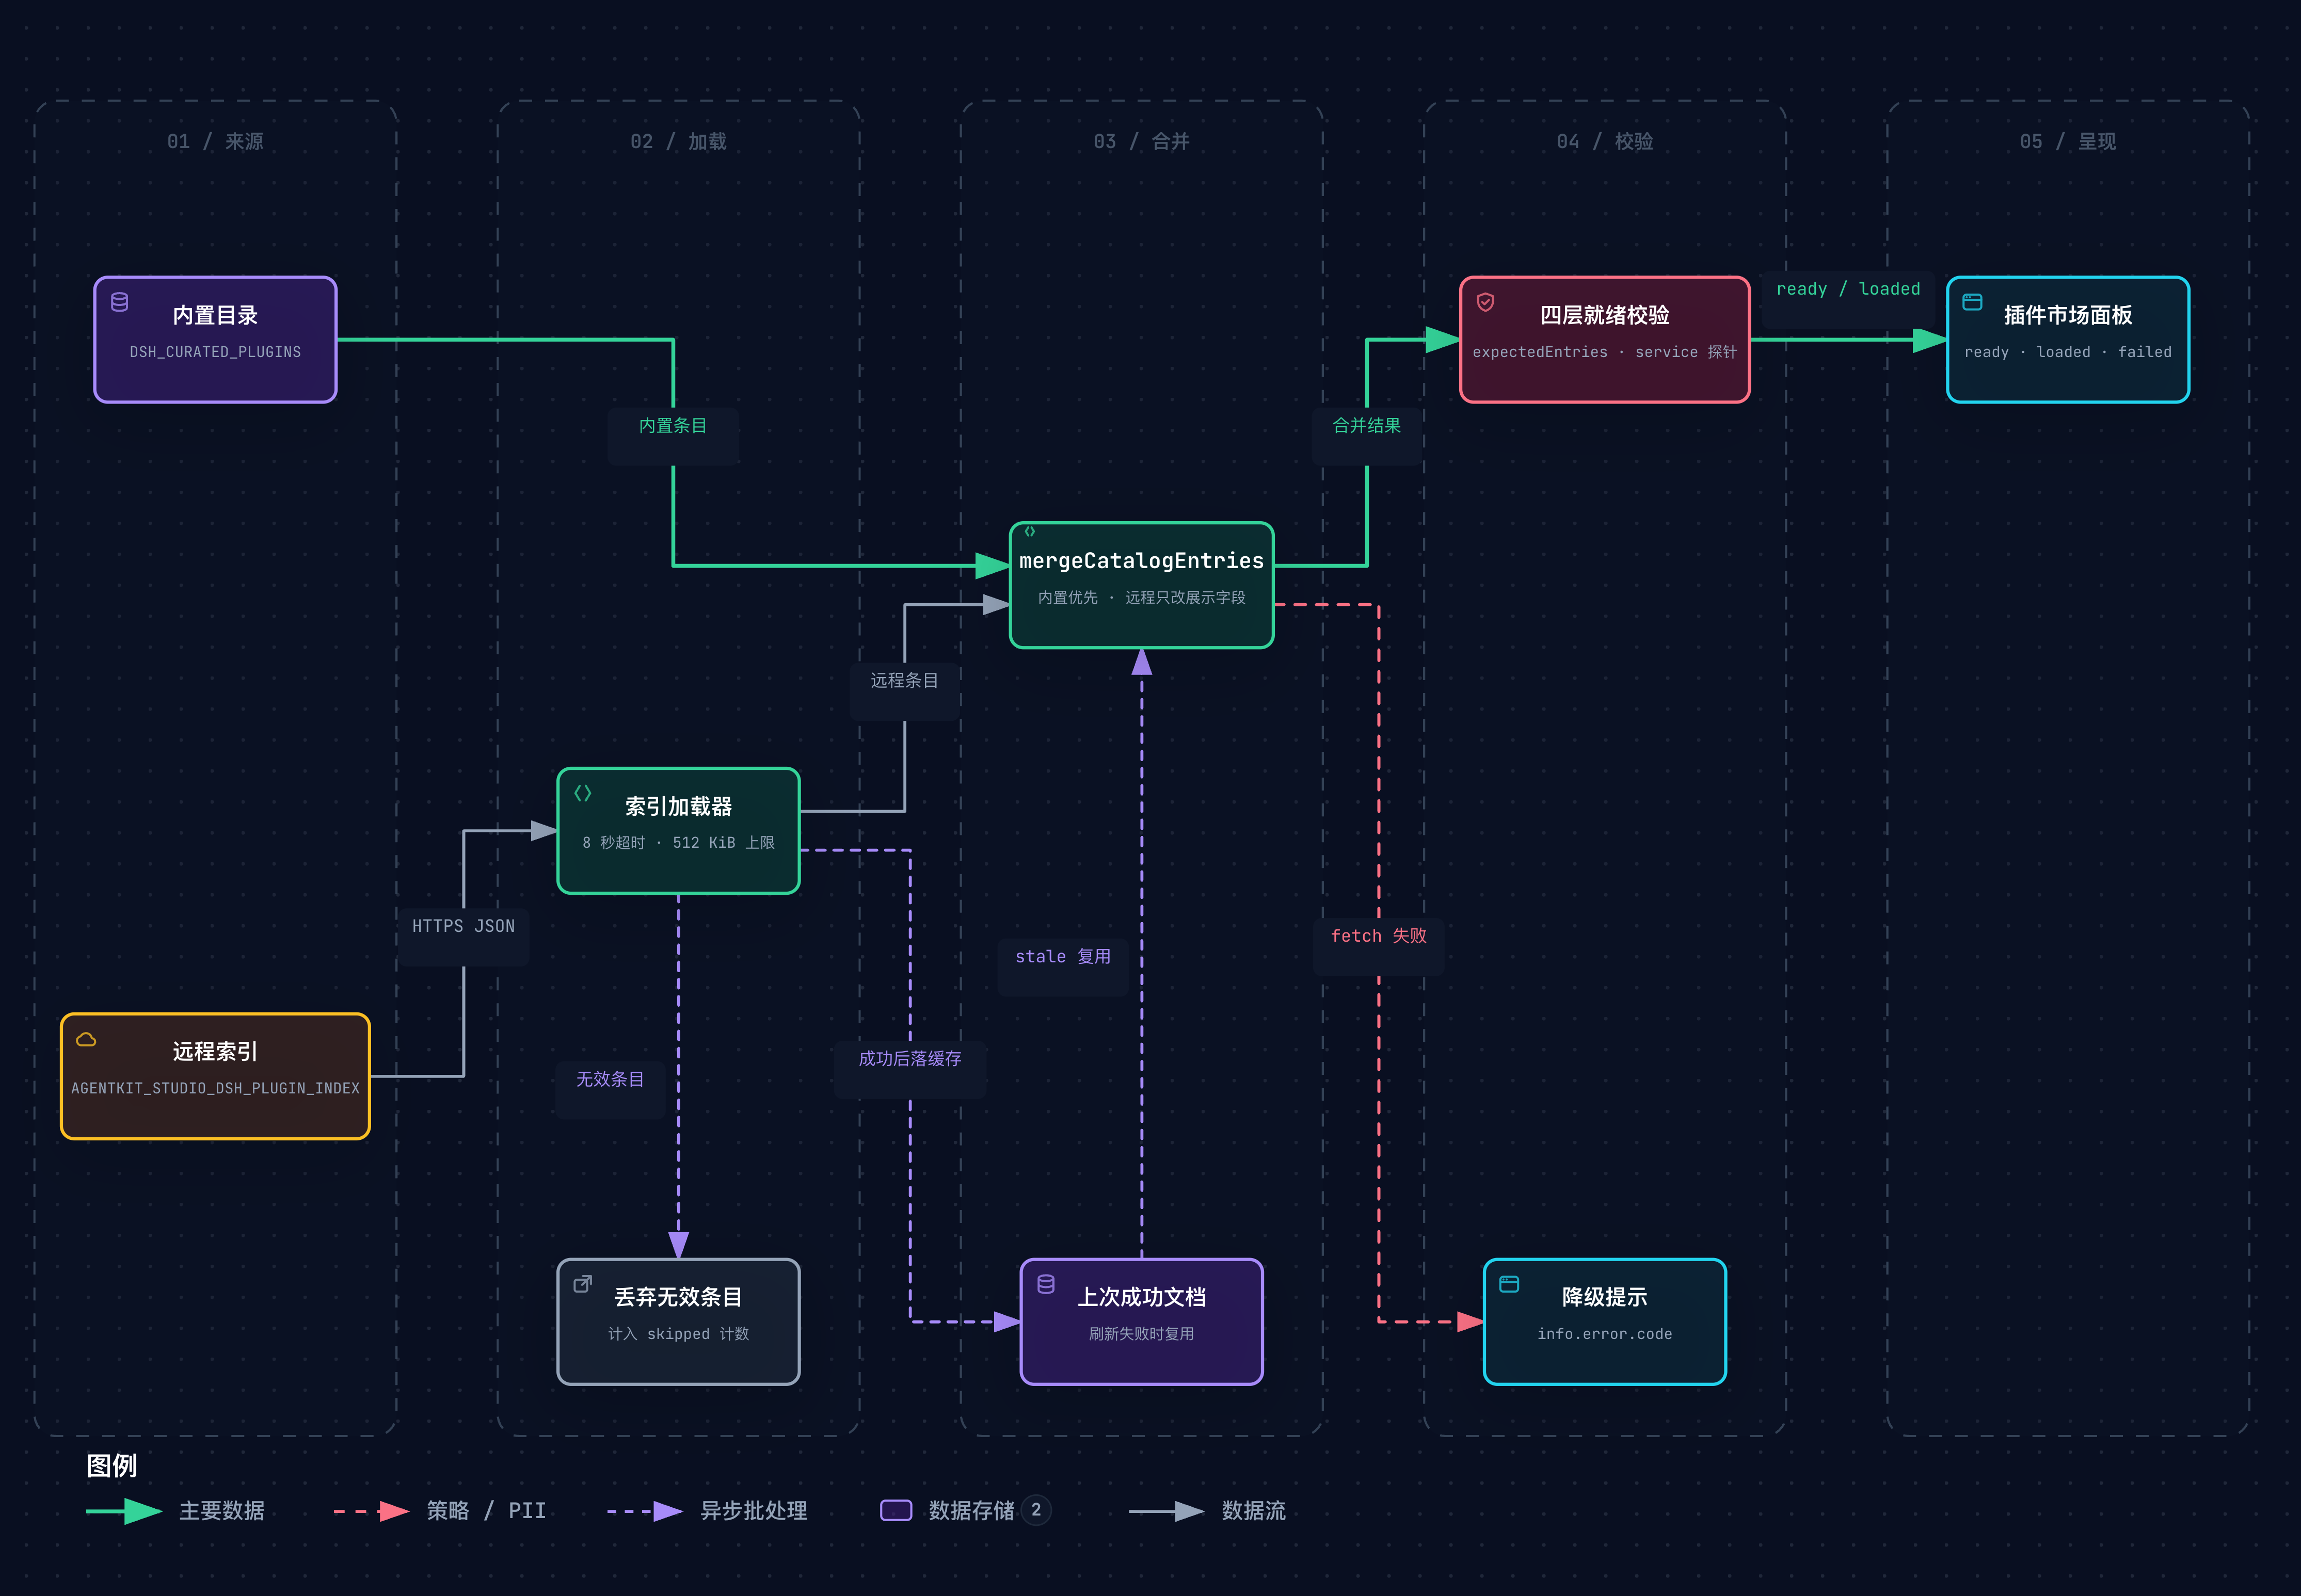 01 / 来源
02 / 加载
03 / 合并
04 / 校验
05 / 呈现
内置目录
DSH_CURATED_PLUGINS
四层就绪校验
expectedEntries · service 探针
ready / loaded
插件市场面板
ready · loaded · failed
内置条目
合并结果
mergeCatalogEntries
内置优先 · 远程只改展示字段
远程条目
索引加载器
8 秒超时 · 512 KiB 上限
HTTPS JSON
stale 复用
fetch 失败
远程索引
AGENTKIT_STUDIO_DSH_PLUGIN_INDEX
无效条目
成功后落缓存
丢弃无效条目
计入 skipped 计数
上次成功文档
刷新失败时复用
降级提示
info.error.code
图例
主要数据
策略 / PII
异步批处理
数据存储 2
数据流